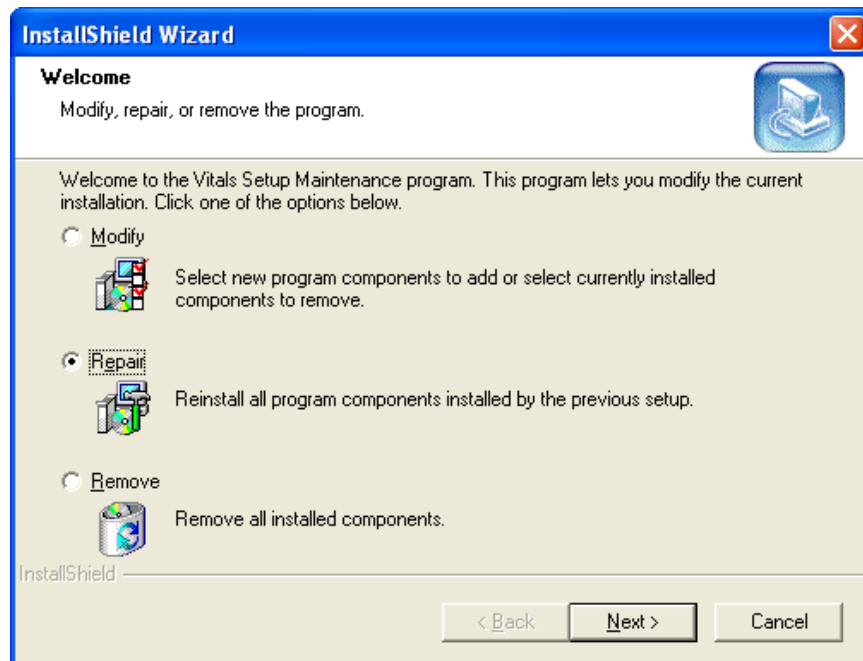 InstallShield Wizard
Welcome
Modify, repair, or remove the program.
Welcome to the Vitals Setup Maintenance program. This program lets you modify the current
installation. Click one of the options below.
Modify
Select new program components to add or select currently installed
components to remove.
Repair
Reinstall all program components installed by the previous setup.
Remove
Remove all installed components.
InstallShield
< Back
Next >
Cancel